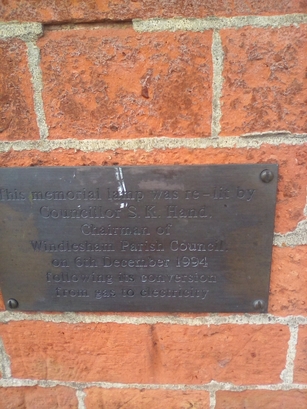 This memorial lamp was re-lit by
Councillor S.K. Hand,
Chairman of
Windlesham Parish Council
on 6th December 1994
following its conversion
from gas to electricity